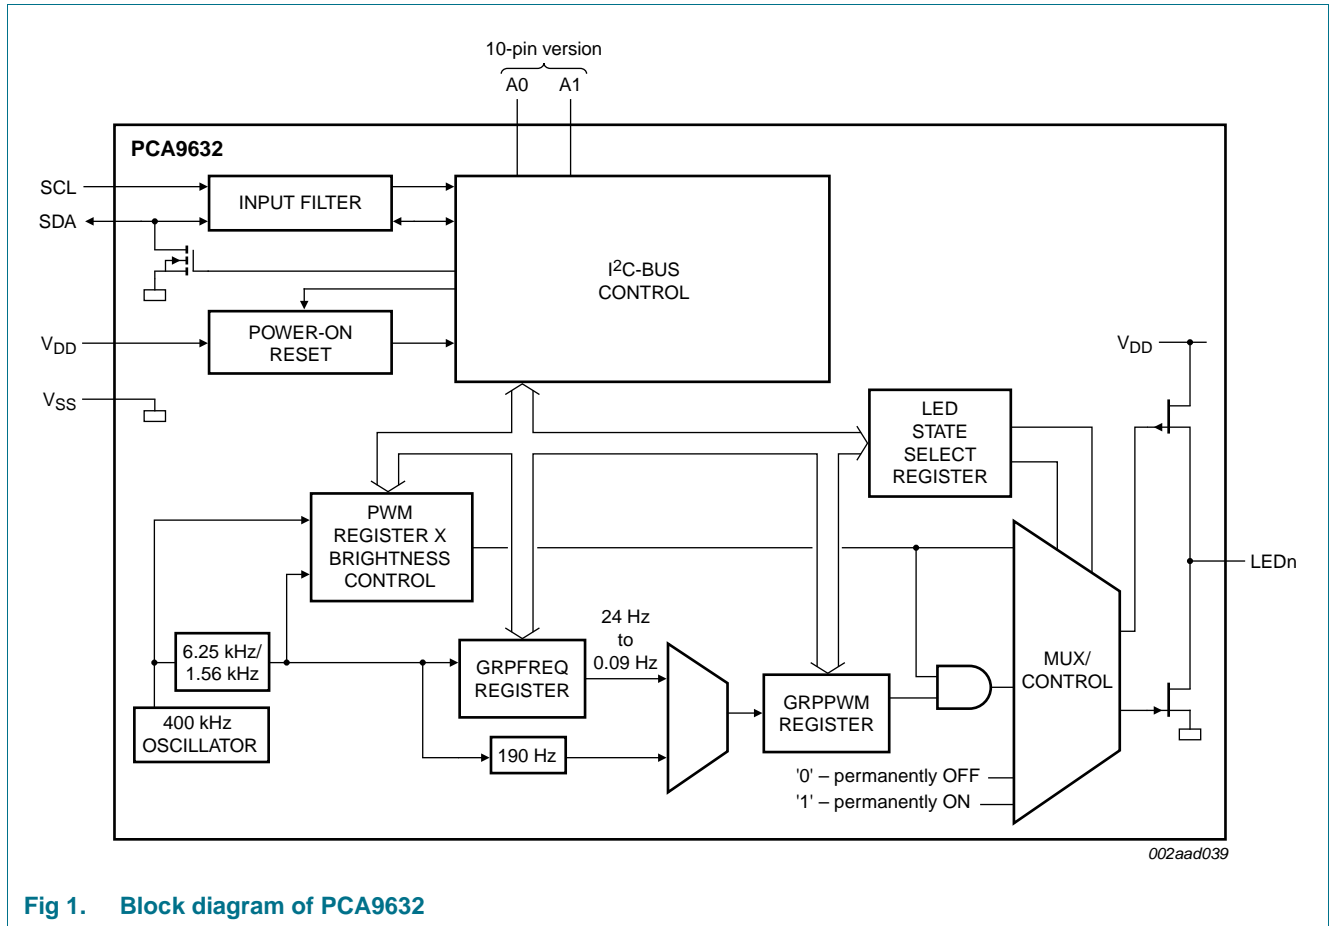 10-pin version
A0 A1
PCA9632
SCL
SDA
INPUT FILTER
I2C-BUS
CONTROL
POWER-ON
RESET
VDD
VSS
VDD
LED
STATE
SELECT
REGISTER
PWM
REGISTER X
BRIGHTNESS
CONTROL
LEDn
24 Hz
to
0.09 Hz
6.25 kHz/
1.56 kHz
GRPFREQ
REGISTER
MUX/
CONTROL
GRPPWM
REGISTER
400 kHz
OSCILLATOR
190 Hz
'0' – permanently OFF
'1' – permanently ON
002aad039
Fig 1. Block diagram of PCA9632